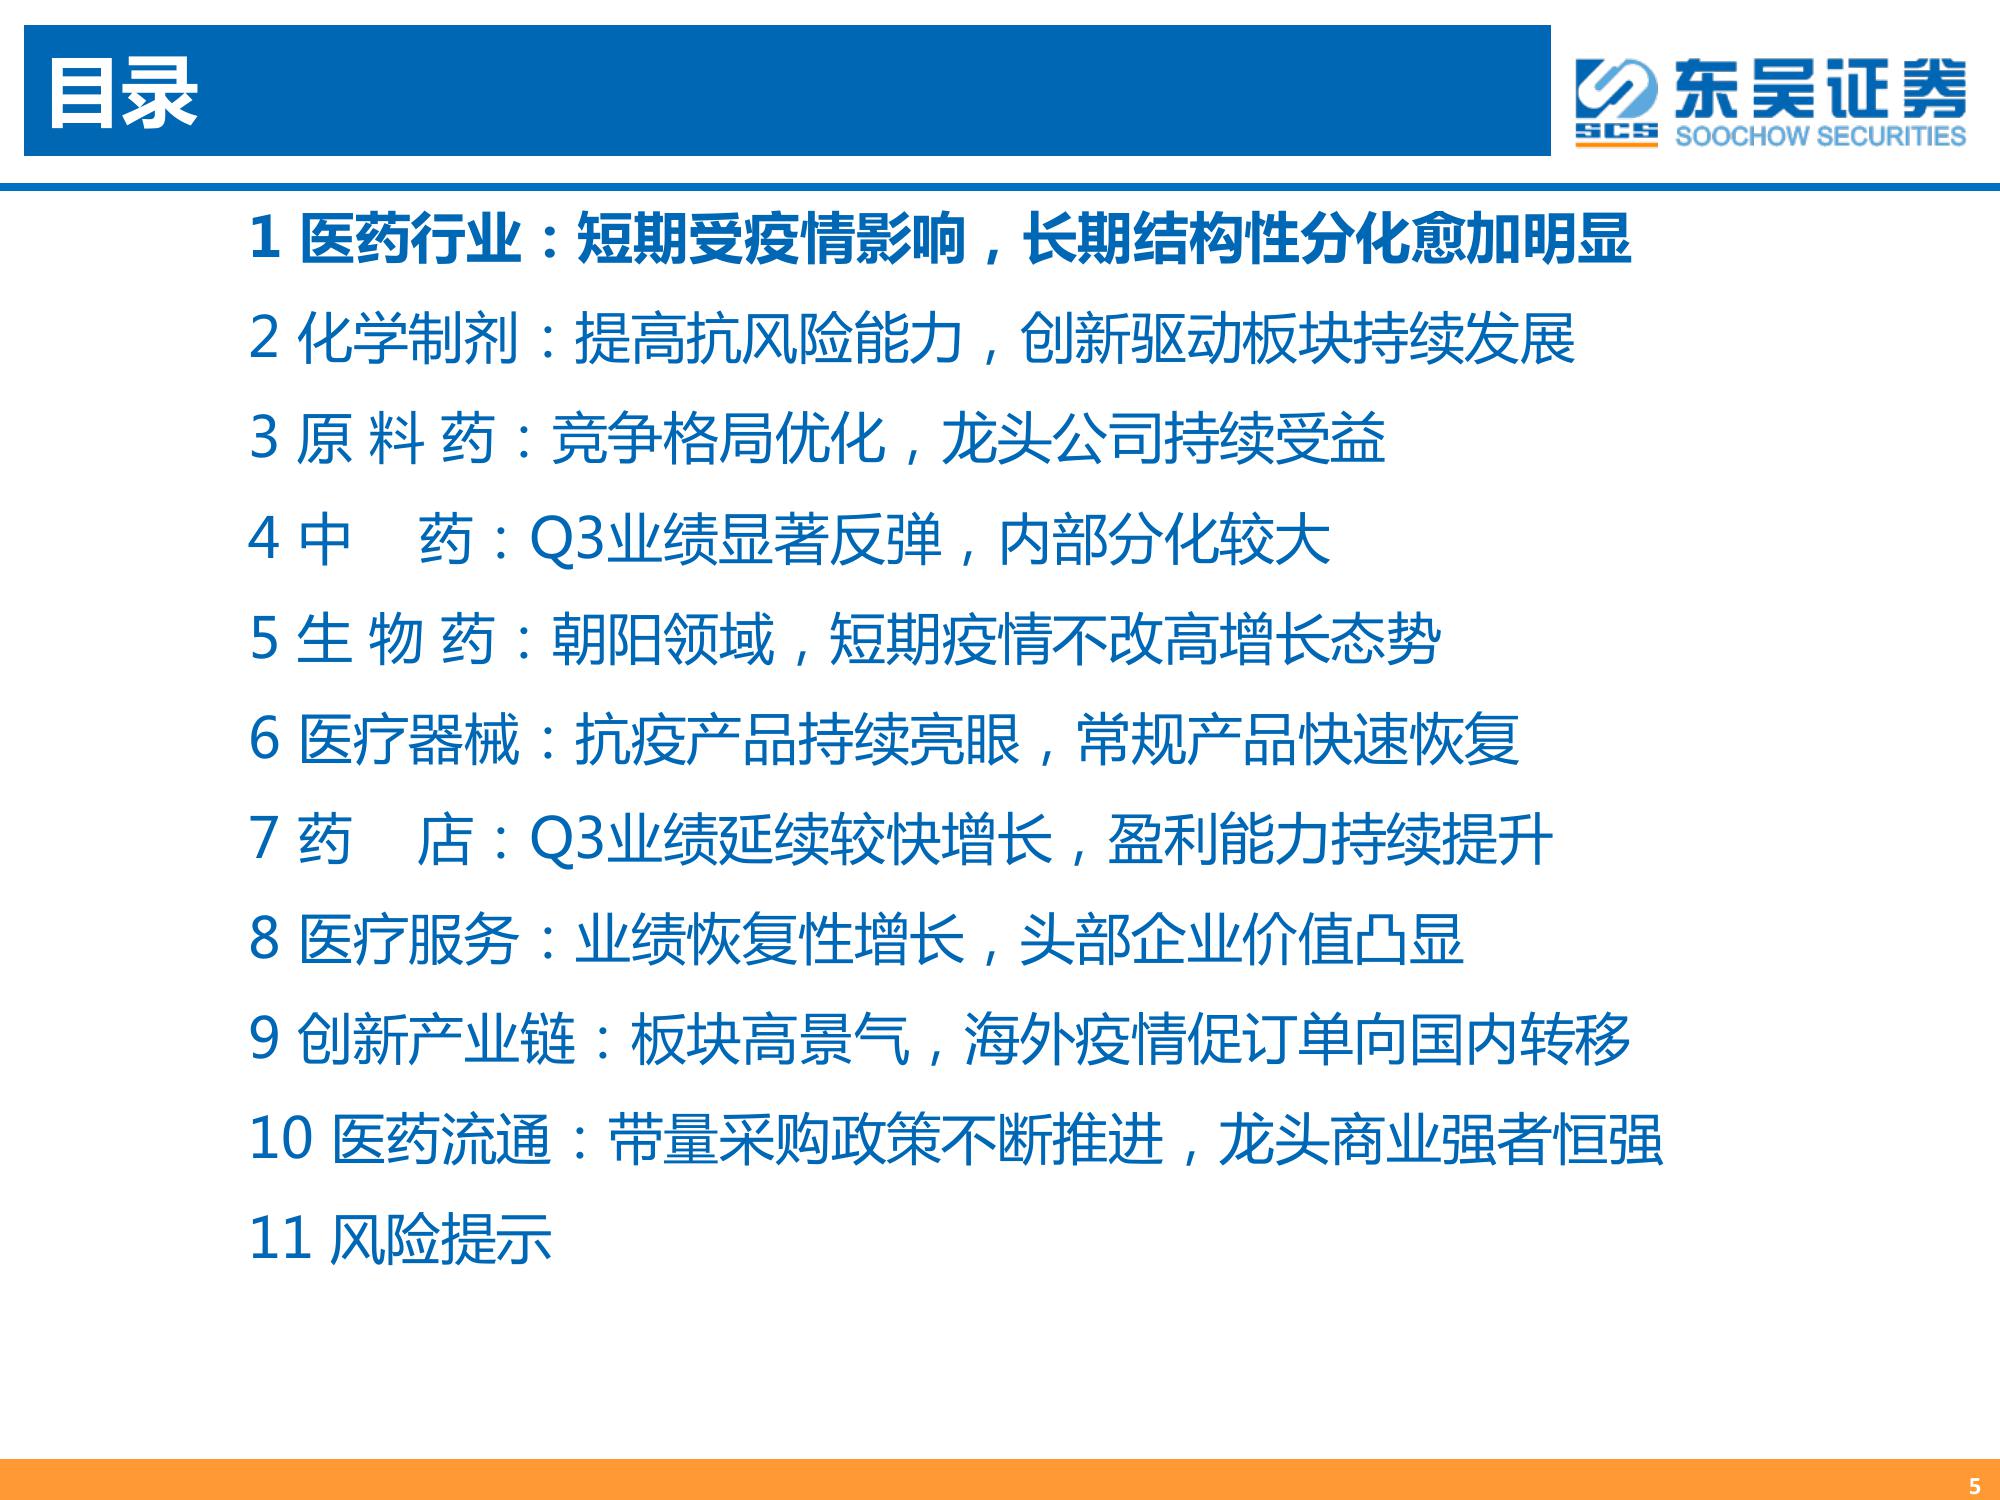 目录
东吴证券
SCS
SOOCHOW SECURITIES
1 医药行业：短期受疫情影响，长期结构性分化愈加明显
2 化学制剂：提高抗风险能力，创新驱动板块持续发展
3 原 料 药：竞争格局优化，龙头公司持续受益
4 中    药：Q3业绩显著反弹，内部分化较大
5 生 物 药：朝阳领域，短期疫情不改高增长态势
6 医疗器械：抗疫产品持续亮眼，常规产品快速恢复
7 药    店：Q3业绩延续较快增长，盈利能力持续提升
8 医疗服务：业绩恢复性增长，头部企业价值凸显
9 创新产业链：板块高景气，海外疫情促订单向国内转移
10 医药流通：带量采购政策不断推进，龙头商业强者恒强
11 风险提示
5